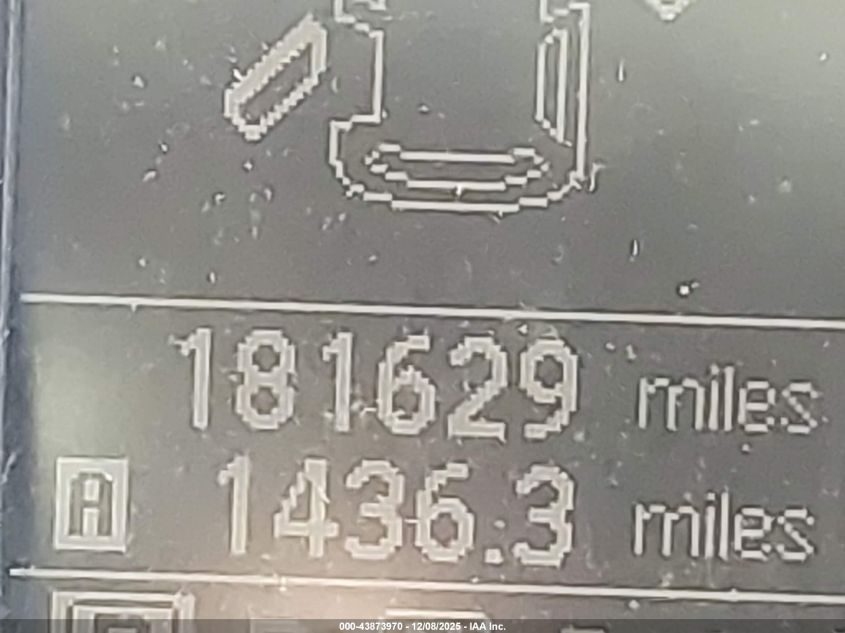 181629 miles
A 1436.3 miles
000-43873970 - 12/08/2025 - IAA Inc.